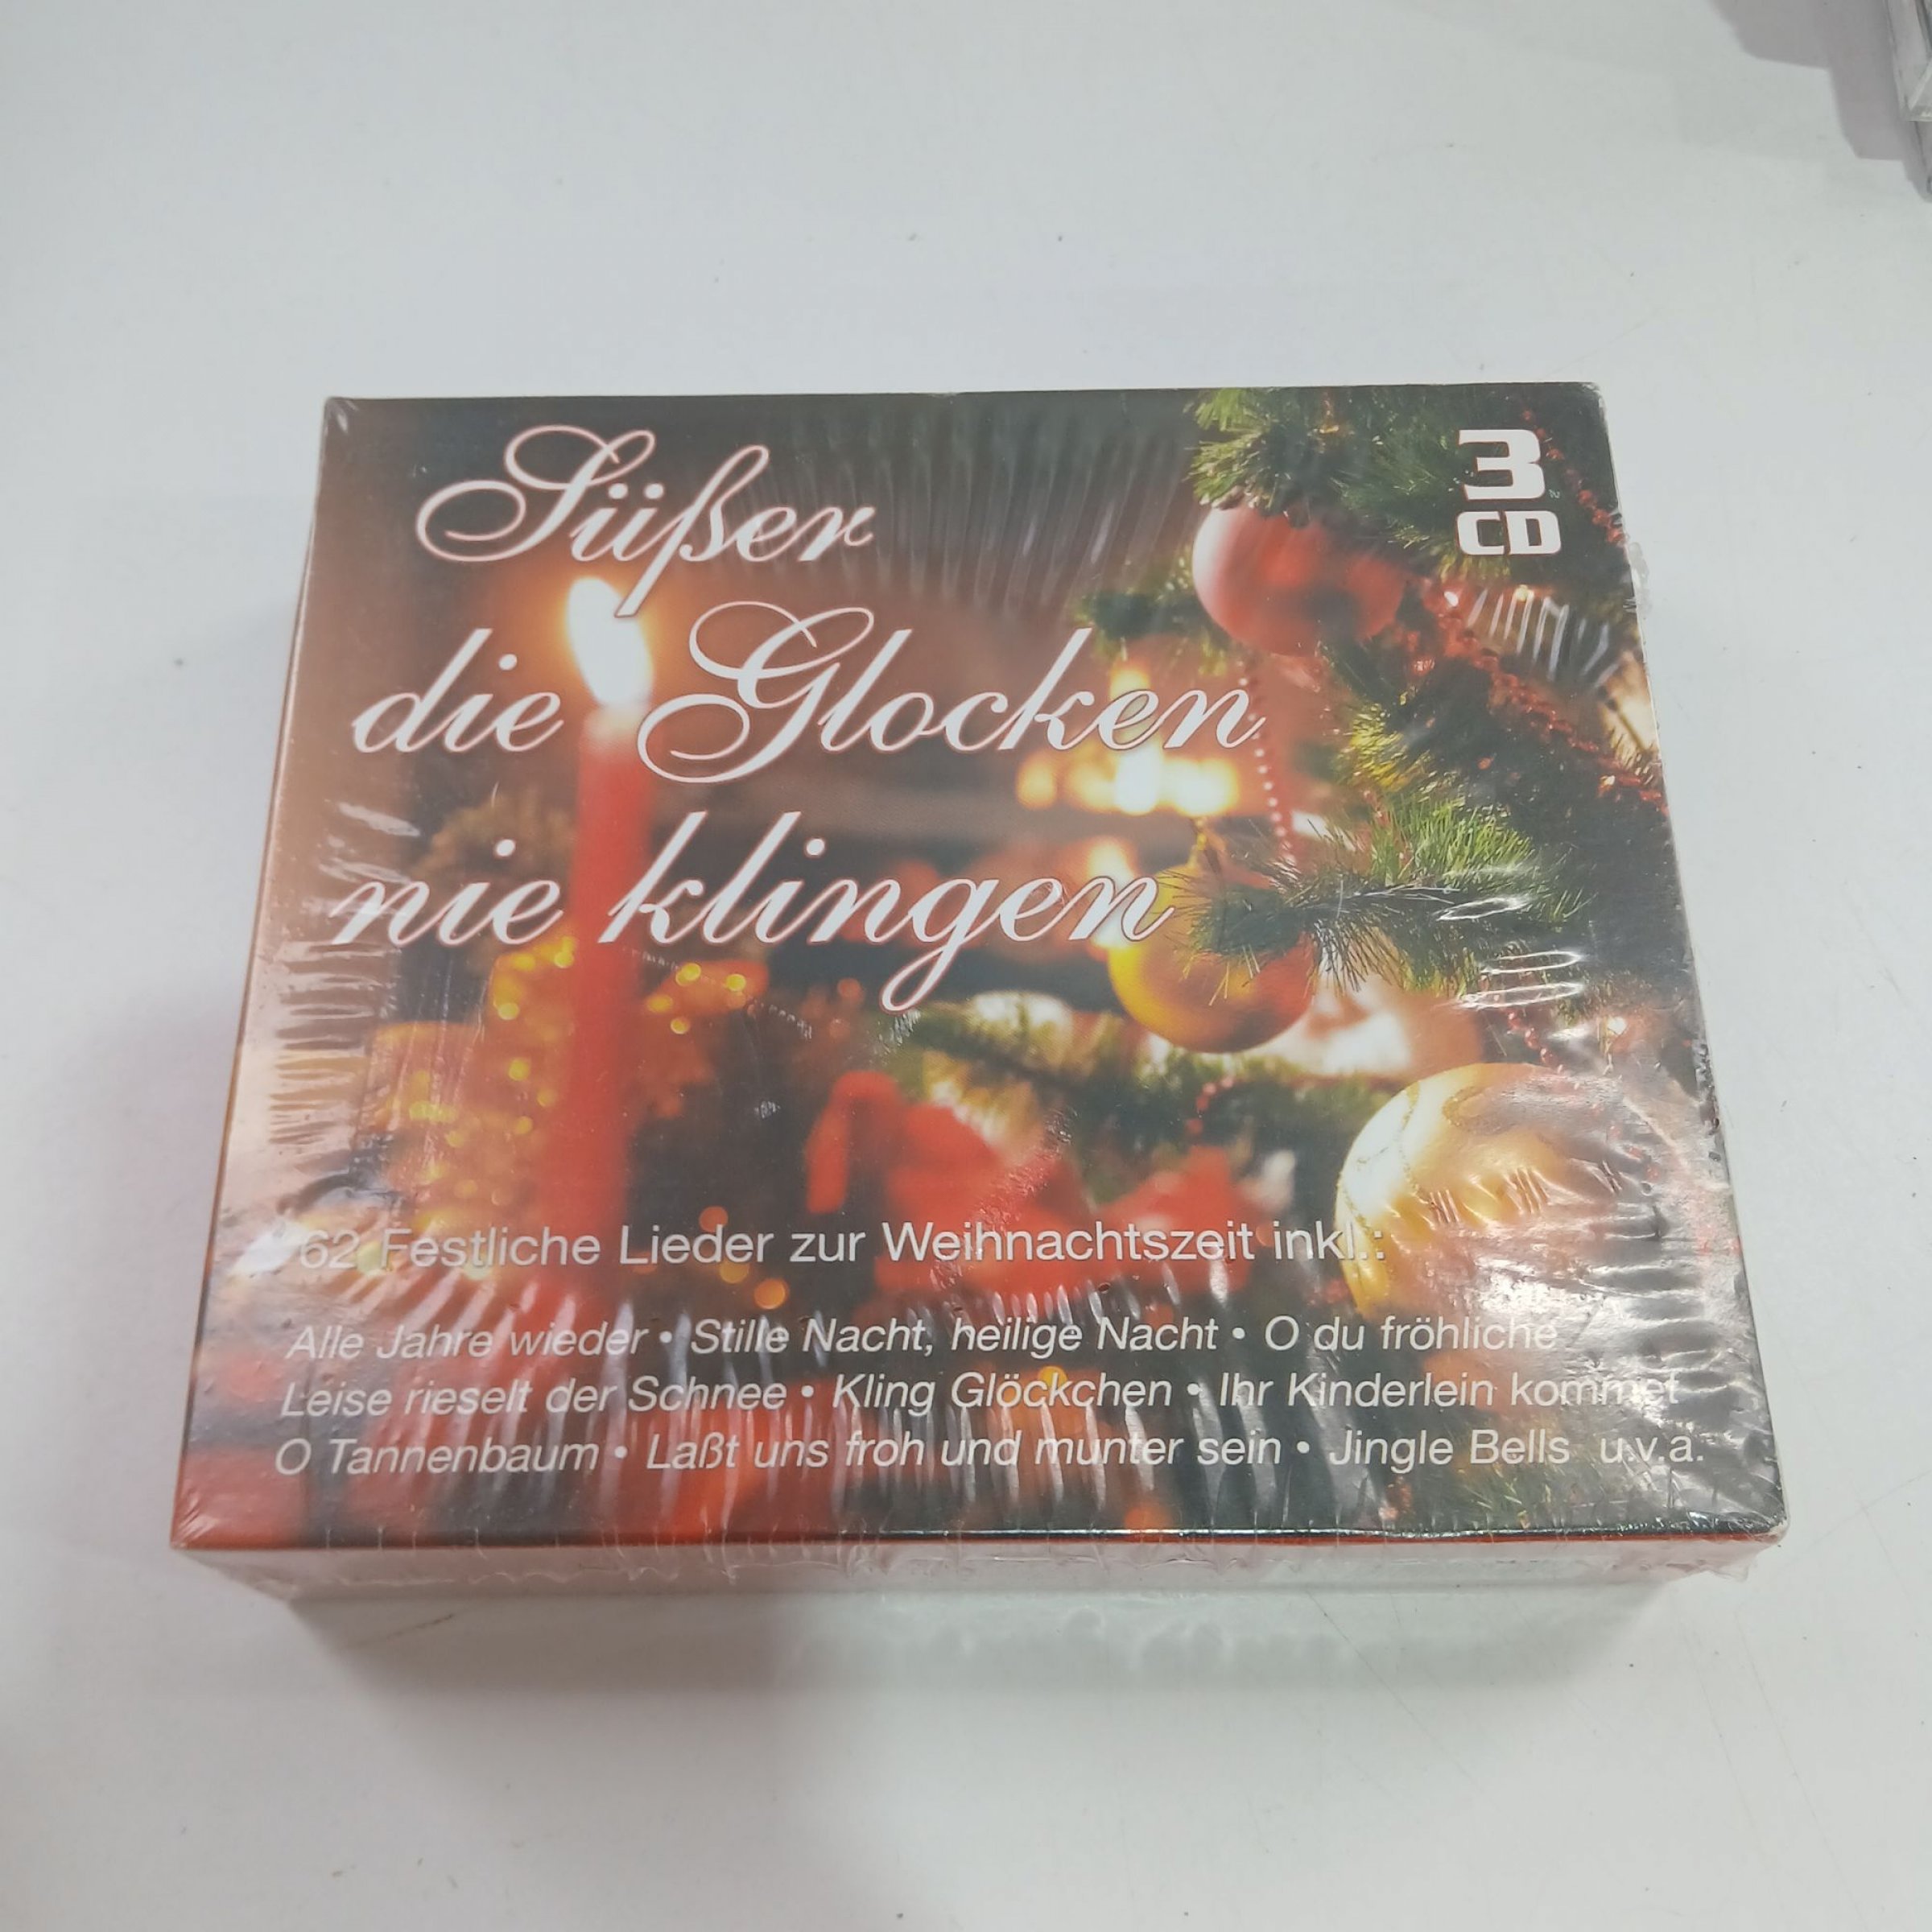 Süßer
die Glocken
nie klingen
3
CD
62 Festliche Lieder zur Weihnachtszeit inkl.:
Alle Jahre wieder • Stille Nacht, heilige Nacht • O du fröhliche
Leise rieselt der Schnee • Kling Glöckchen • Ihr Kinderlein kommet
O Tannenbaum • Laßt uns froh und munter sein • Jingle Bells u.v.a.